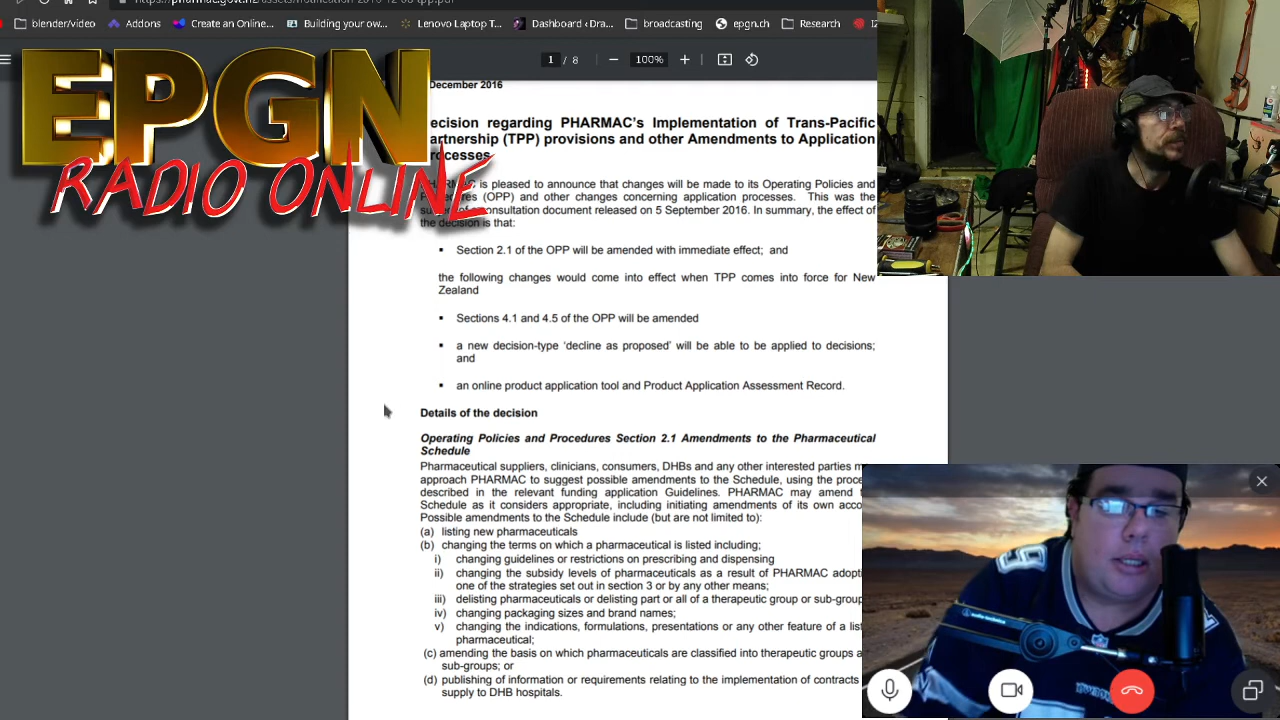 blender/video
Addons
Create an Online...
Building your ow...
Lenovo Laptop T...
Dashboard ‹ Dra...
broadcasting
epgn.ch
Research
1 / 8
100%
EPGN
RADIO ONLINE
December 2016
ecision regarding PHARMAC's Implementation of Trans-Pacific
artnership (TPP) provisions and other Amendments to Application
rocesses
is pleased to announce that changes will be made to its Operating Policies and
(OPP) and other changes concerning application processes. This was the
consultation document released on 5 September 2016. In summary, the effect of
the decision is that:
▪ Section 2.1 of the OPP will be amended with immediate effect; and
the following changes would come into effect when TPP comes into force for New
Zealand
▪ Sections 4.1 and 4.5 of the OPP will be amended
▪ a new decision-type 'decline as proposed' will be able to be applied to decisions;
and
▪ an online product application tool and Product Application Assessment Record.
Details of the decision
Operating Policies and Procedures Section 2.1 Amendments to the Pharmaceutical
Schedule
Pharmaceutical suppliers, clinicians, consumers, DHBs and any other interested parties m
approach PHARMAC to suggest possible amendments to the Schedule, using the proce
described in the relevant funding application Guidelines. PHARMAC may amend t
Schedule as it considers appropriate, including initiating amendments of its own acco
Possible amendments to the Schedule include (but are not limited to):
(a) listing new pharmaceuticals
(b) changing the terms on which a pharmaceutical is listed including;
i) changing guidelines or restrictions on prescribing and dispensing
ii) changing the subsidy levels of pharmaceuticals as a result of PHARMAC adopti
one of the strategies set out in section 3 or by any other means;
iii) delisting pharmaceuticals or delisting part or all of a therapeutic group or sub-group
iv) changing packaging sizes and brand names;
v) changing the indications, formulations, presentations or any other feature of a list
pharmaceutical;
(c) amending the basis on which pharmaceuticals are classified into therapeutic groups a
sub-groups; or
(d) publishing of information or requirements relating to the implementation of contracts
supply to DHB hospitals.
audio-technica
NFL